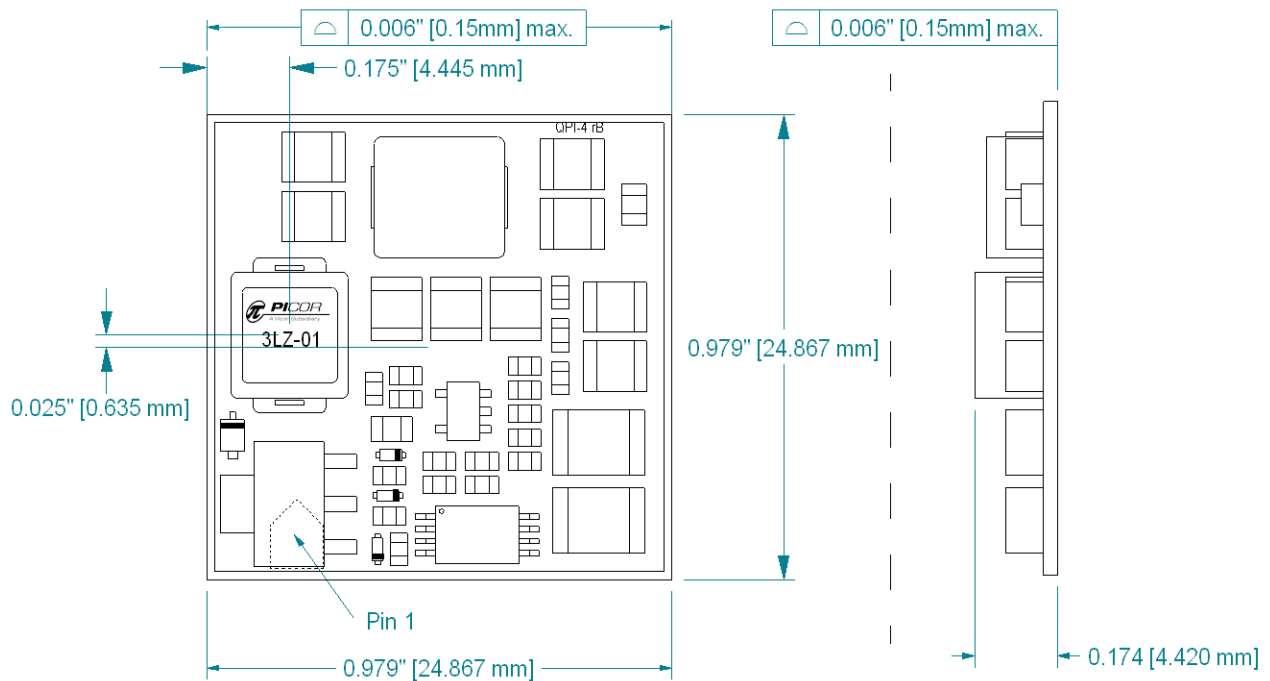 0.006" [0.15mm] max.
0.006" [0.15mm] max.
0.175" [4.445 mm]
QPI-4 rB
PICOR
A Vicor Subsidiary
3LZ-01
0.979" [24.867 mm]
0.025" [0.635 mm]
Pin 1
0.979" [24.867 mm]
0.174 [4.420 mm]